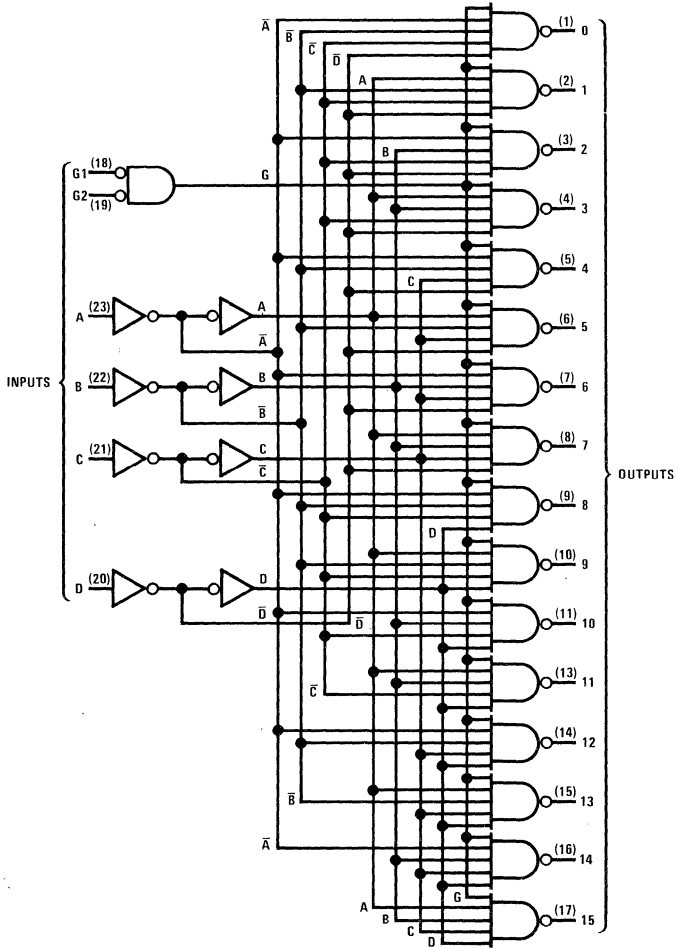 A̅ (1) 0
B̅
C̅
D̅
A (2) 1
B (3) 2
G1 (18) G
G2 (19)
(4) 3
(5) 4
C
A (23) A (6) 5
A̅
INPUTS B (22) B (7) 6
B̅
(8) 7
C (21) C
C̅ OUTPUTS
(9) 8
D
(10) 9
D (20) D
D̅ D̅ (11) 10
(13) 11
C̅
(14) 12
(15) 13
B̅
A̅ (16) 14
G
A (17) 15
B
C
D